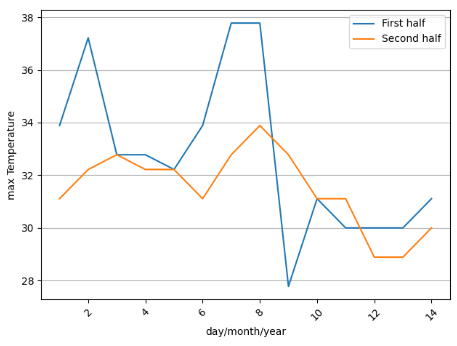 First half
Second half
max Temperature
38
36
34
32
30
28
2 4 6 8 10 12 14
day/month/year